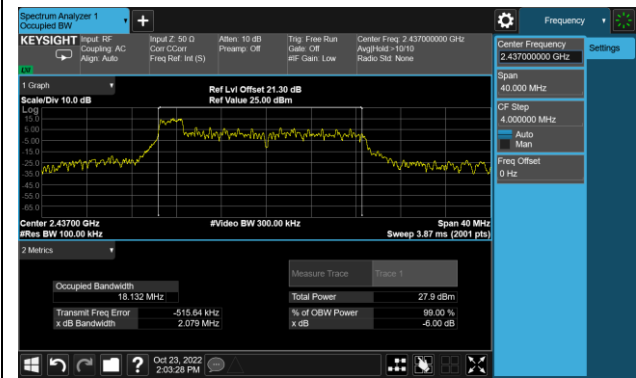 Spectrum Analyzer 1
Occupied BW
Frequency
KEYSIGHT
Input: RF
Coupling: AC
Align: Auto
Input Z: 50 Ω
Corr CCorr
Freq Ref: Int (S)
Atten: 10 dB
Preamp: Off
Trig: Free Run
Gate: Off
#IF Gain: Low
Center Freq: 2.437000000 GHz
Avg|Hold:>10/10
Radio Std: None
Center Frequency
2.437000000 GHz
Settings
Span
40.000 MHz
CF Step
4.000000 MHz
Auto
Man
Freq Offset
0 Hz
1 Graph
Scale/Div 10.0 dB
Ref Lvl Offset 21.30 dB
Ref Value 25.00 dBm
Log
15.0
5.00
-5.00
-15.0
-25.0
-35.0
-45.0
-55.0
-65.0
Center 2.43700 GHz
#Res BW 100.00 kHz
#Video BW 300.00 kHz
Span 40 MHz
Sweep 3.87 ms (2001 pts)
2 Metrics
Measure Trace
Trace 1
Occupied Bandwidth
18.132 MHz
Total Power
27.9 dBm
Transmit Freq Error
-515.64 kHz
% of OBW Power
99.00 %
x dB Bandwidth
2.079 MHz
x dB
-6.00 dB
Oct 23, 2022
2:03:28 PM